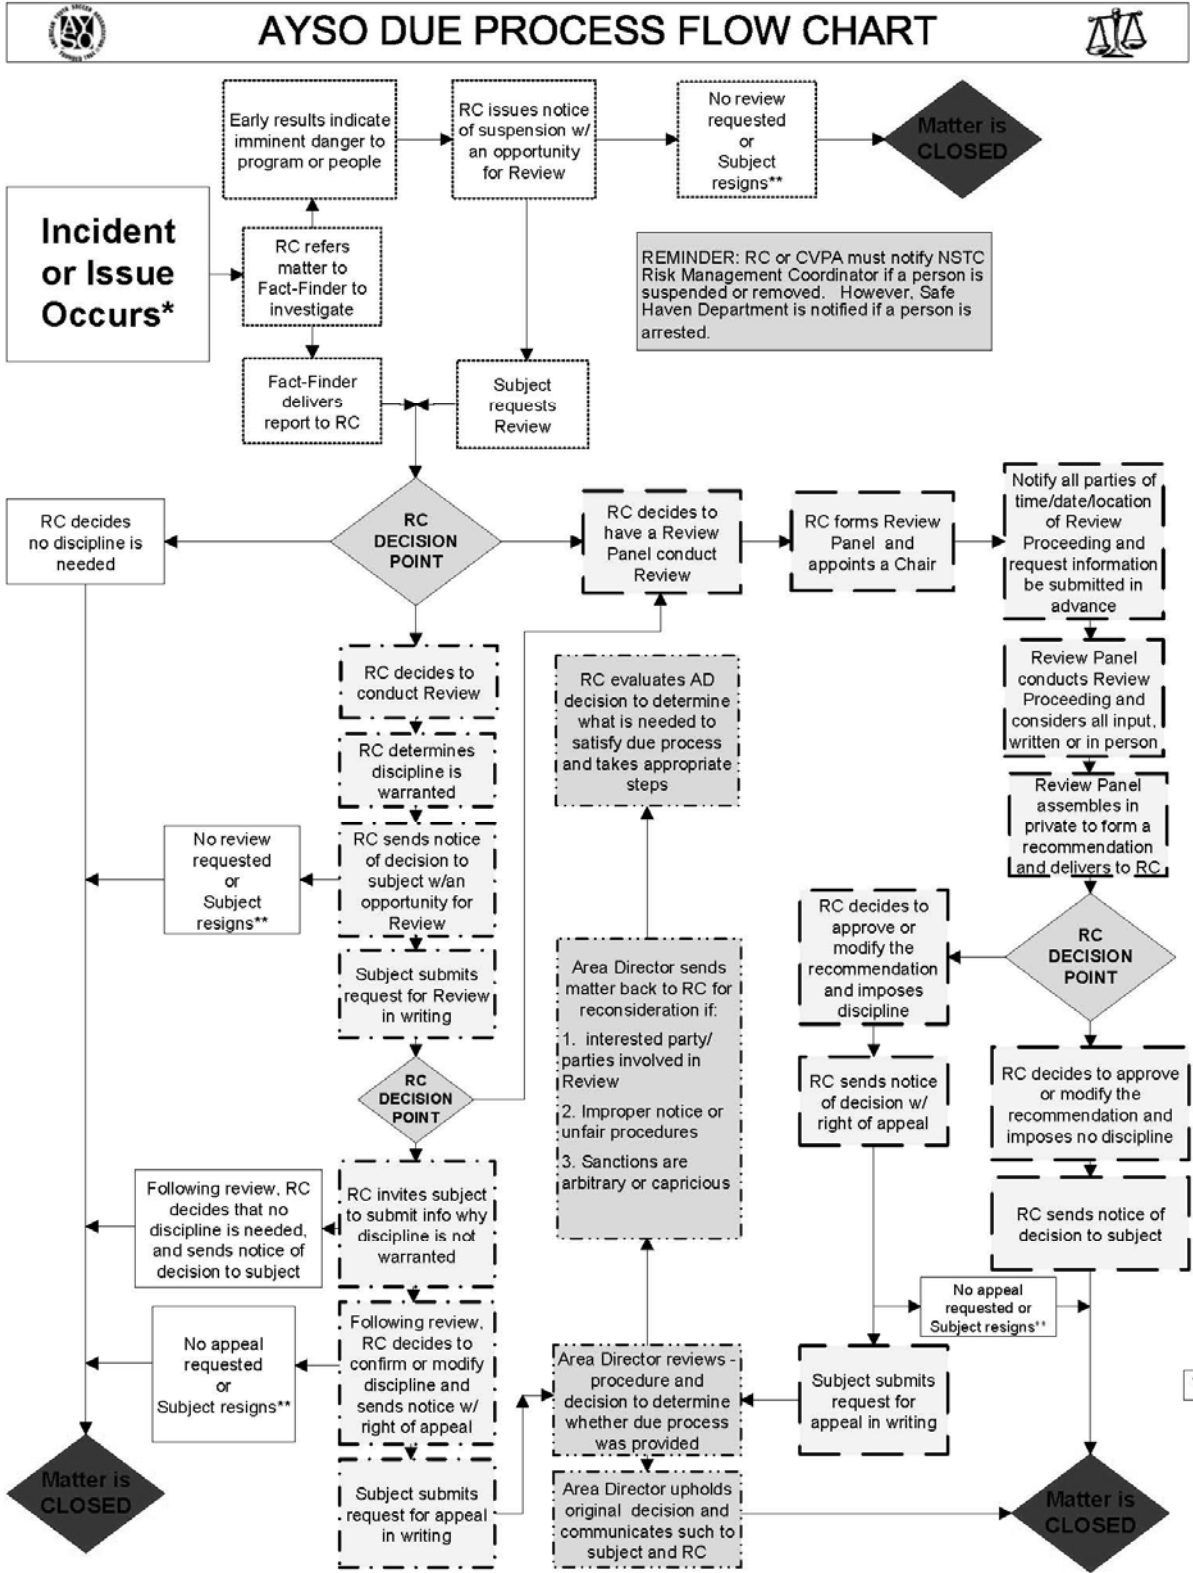 AYSO DUE PROCESS FLOW CHART
AYSO
Early results indicate
imminent danger to
program or people
RC issues notice
of suspension w/
an opportunity
for Review
No review
requested
or
Subject
resigns**
Matter is
CLOSED
Incident
or Issue
Occurs*
RC refers
matter to
Fact-Finder to
investigate
REMINDER: RC or CVPA must notify NSTC
Risk Management Coordinator if a person is
suspended or removed. However, Safe
Haven Department is notified if a person is
arrested.
Fact-Finder
delivers
report to RC
Subject
requests
Review
RC decides
no discipline is
needed
RC
DECISION
POINT
RC decides to
have a Review
Panel conduct
Review
RC forms Review
Panel and
appoints a Chair
Notify all parties of
time/date/location
of Review
Proceeding and
request information
be submitted in
advance
RC decides to
conduct Review
RC evaluates AD
decision to determine
what is needed to
satisfy due process
and takes appropriate
steps
Review Panel
conducts Review
Proceeding and
considers all input,
written or in person
RC determines
discipline is
warranted
Review Panel
assembles in
private to form a
recommendation
and delivers to RC
No review
requested
or
Subject
resigns**
RC sends notice
of decision to
subject w/an
opportunity for
Review
RC decides to
approve or
modify the
recommendation
and imposes
discipline
RC
DECISION
POINT
Subject submits
request for Review
in writing
Area Director sends
matter back to RC for
reconsideration if:
1. interested party/
parties involved in
Review
2. Improper notice or
unfair procedures
3. Sanctions are
arbitrary or capricious
RC
DECISION
POINT
RC sends notice
of decision w/
right of appeal
RC decides to approve
or modify the
recommendation and
imposes no discipline
Following review, RC
decides that no
discipline is needed,
and sends notice of
decision to subject
RC invites subject
to submit info why
discipline is not
warranted
RC sends notice of
decision to subject
No appeal
requested or
Subject resigns**
No appeal
requested
or
Subject resigns**
Following review,
RC decides to
confirm or modify
discipline and
sends notice w/
right of appeal
Area Director reviews -
procedure and
decision to determine
whether due process
was provided
Subject submits
request for
appeal in writing
Matter is
CLOSED
Subject submits
request for appeal
in writing
Area Director upholds
original decision and
communicates such to
subject and RC
Matter is
CLOSED